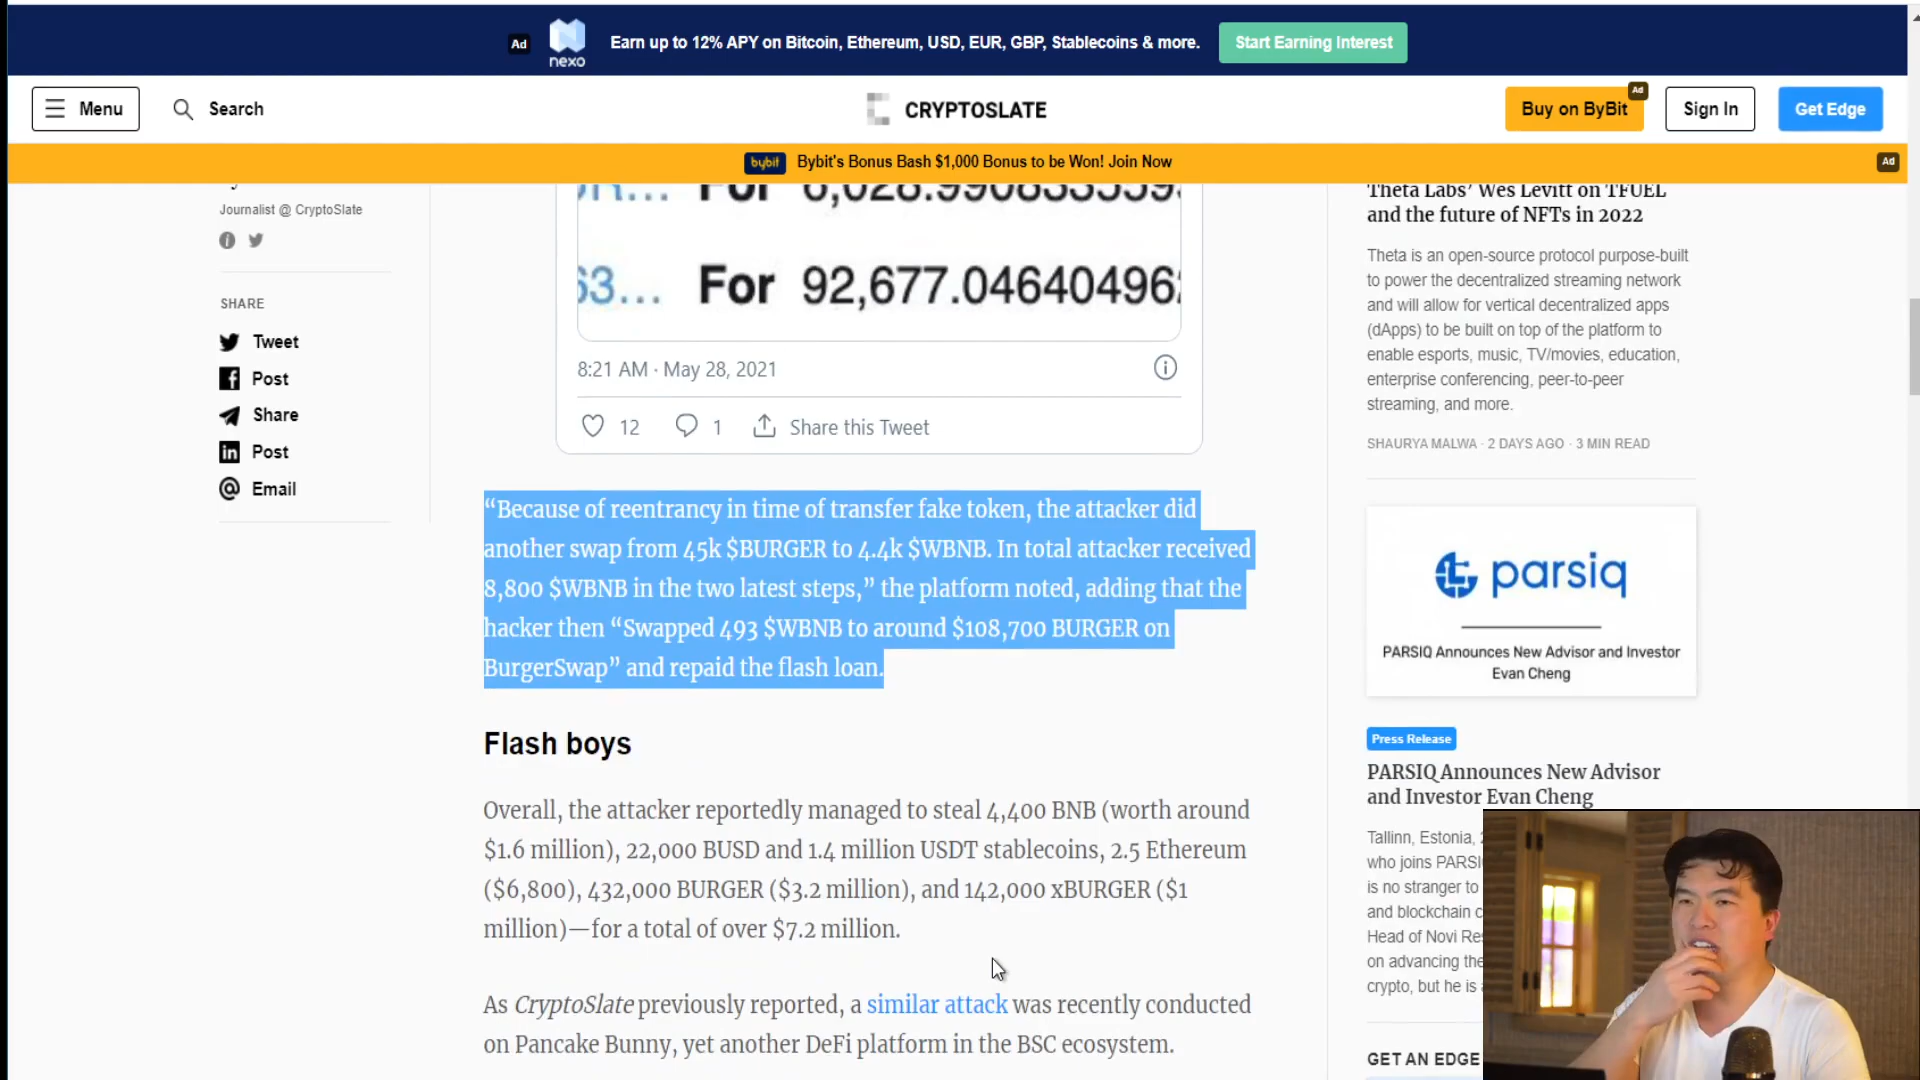 Ad
nexo
Earn up to 12% APY on Bitcoin, Ethereum, USD, EUR, GBP, Stablecoins & more.
Start Earning Interest
Menu
Search
CRYPTOSLATE
Buy on ByBit
Ad
Sign In
Get Edge
bybit
Bybit's Bonus Bash $1,000 Bonus to be Won! Join Now
Ad
Journalist @ CryptoSlate
SHARE
Tweet
Post
Share
Post
Email
For
63... For 92,677.04640496
8:21 AM · May 28, 2021
12
1
Share this Tweet
“Because of reentrancy in time of transfer fake token, the attacker did
another swap from 45k $BURGER to 4.4k $WBNB. In total attacker received
8,800 $WBNB in the two latest steps,” the platform noted, adding that the
hacker then “Swapped 493 $WBNB to around $108,700 BURGER on
BurgerSwap” and repaid the flash loan.
Flash boys
Overall, the attacker reportedly managed to steal 4,400 BNB (worth around
$1.6 million), 22,000 BUSD and 1.4 million USDT stablecoins, 2.5 Ethereum
($6,800), 432,000 BURGER ($3.2 million), and 142,000 xBURGER ($1
million)—for a total of over $7.2 million.
As CryptoSlate previously reported, a similar attack was recently conducted
on Pancake Bunny, yet another DeFi platform in the BSC ecosystem.
Theta Labs’ Wes Levitt on TFUEL
and the future of NFTs in 2022
Theta is an open-source protocol purpose-built
to power the decentralized streaming network
and will allow for vertical decentralized apps
(dApps) to be built on top of the platform to
enable esports, music, TV/movies, education,
enterprise conferencing, peer-to-peer
streaming, and more.
SHAURYA MALWA · 2 DAYS AGO · 3 MIN READ
parsiq
PARSIQ Announces New Advisor and Investor
Evan Cheng
Press Release
PARSIQ Announces New Advisor
and Investor Evan Cheng
Tallinn, Estonia,
who joins PARSI
is no stranger to
and blockchain c
Head of Novi Re
on advancing the
crypto, but he is
GET AN EDGE